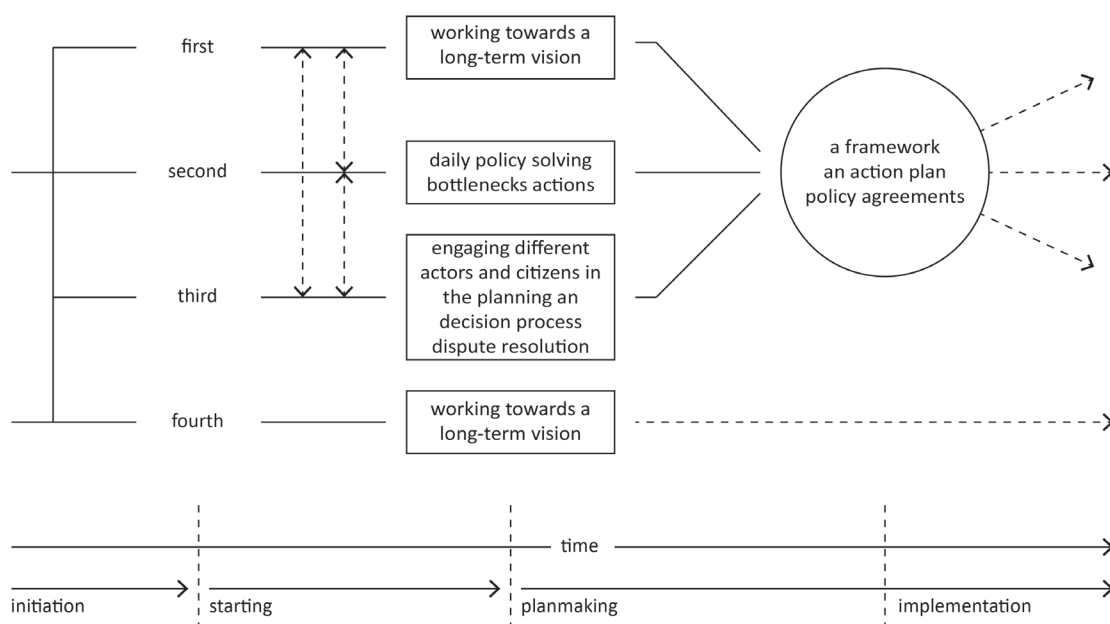 first
working towards a
long-term vision
second
daily policy solving
bottlenecks actions
third
engaging different
actors and citizens in
the planning an
decision process
dispute resolution
fourth
working towards a
long-term vision
a framework
an action plan
policy agreements
time
initiation
starting
planmaking
implementation